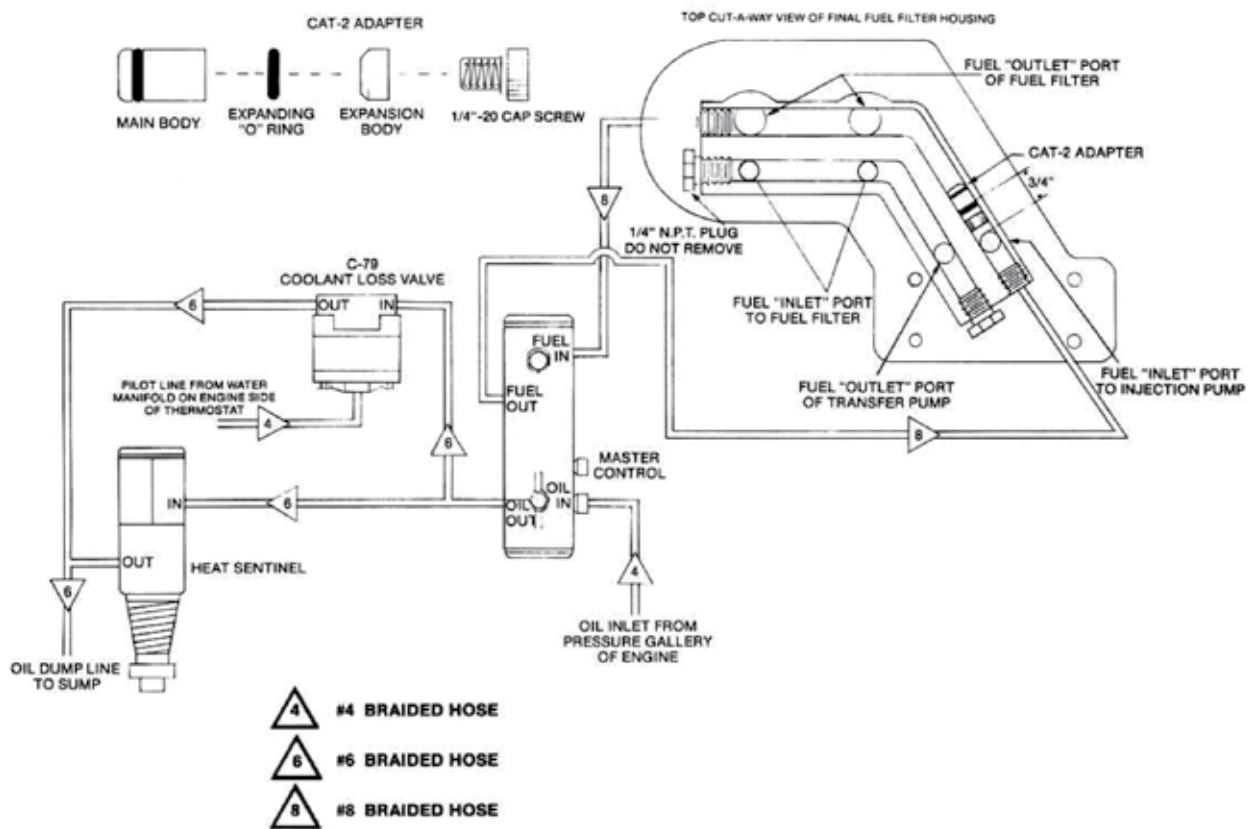 CAT-2 ADAPTER
MAIN BODY
EXPANDING
"O" RING
EXPANSION
BODY
1/4"-20 CAP SCREW
TOP CUT-A-WAY VIEW OF FINAL FUEL FILTER HOUSING
FUEL "OUTLET" PORT
OF FUEL FILTER
CAT-2 ADAPTER
3/4"
8
1/4" N.P.T. PLUG
DO NOT REMOVE
FUEL "INLET" PORT
TO FUEL FILTER
FUEL "OUTLET" PORT
OF TRANSFER PUMP
FUEL "INLET" PORT
TO INJECTION PUMP
8
C-79
COOLANT LOSS VALVE
OUT
IN
6
PILOT LINE FROM WATER
MANIFOLD ON ENGINE SIDE
OF THERMOSTAT
4
6
FUEL
IN
FUEL
OUT
MASTER
CONTROL
OIL
IN
OIL
OUT
IN
6
OUT
HEAT SENTINEL
6
4
OIL INLET FROM
PRESSURE GALLERY
OF ENGINE
OIL DUMP LINE
TO SUMP
4 #4 BRAIDED HOSE
6 #6 BRAIDED HOSE
8 #8 BRAIDED HOSE